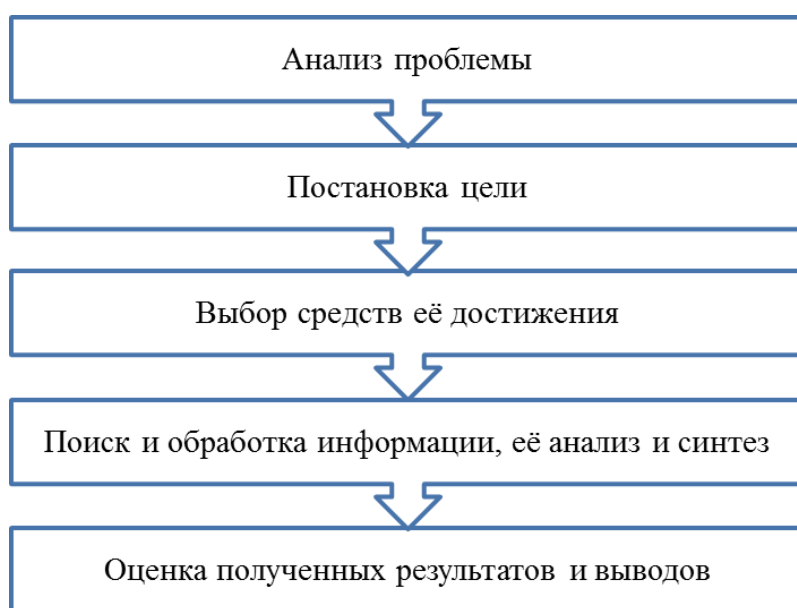 Анализ проблемы
Постановка цели
Выбор средств её достижения
Поиск и обработка информации, её анализ и синтез
Оценка полученных результатов и выводов